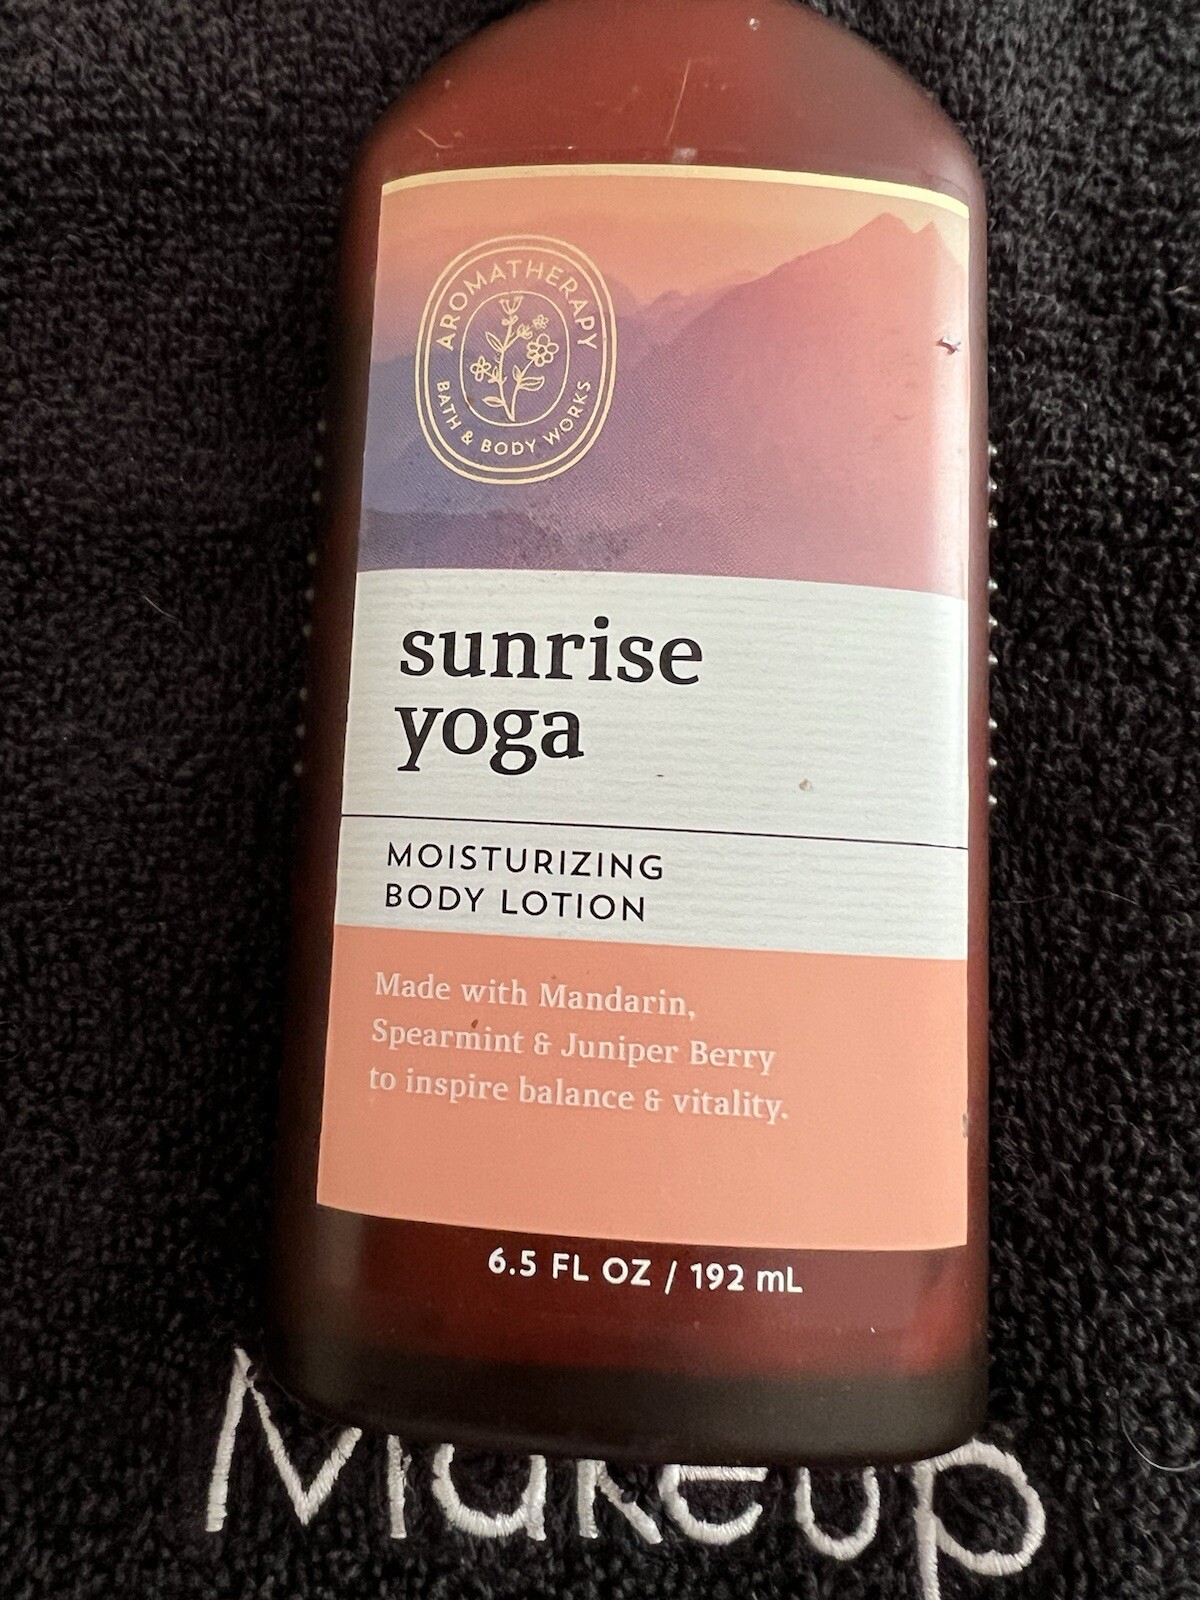 AROMATHERAPY
BATH & BODY WORKS
sunrise
yoga
MOISTURIZING
BODY LOTION
Made with Mandarin,
Spearmint & Juniper Berry
to inspire balance & vitality.
6.5 FL OZ / 192 mL
Makeup